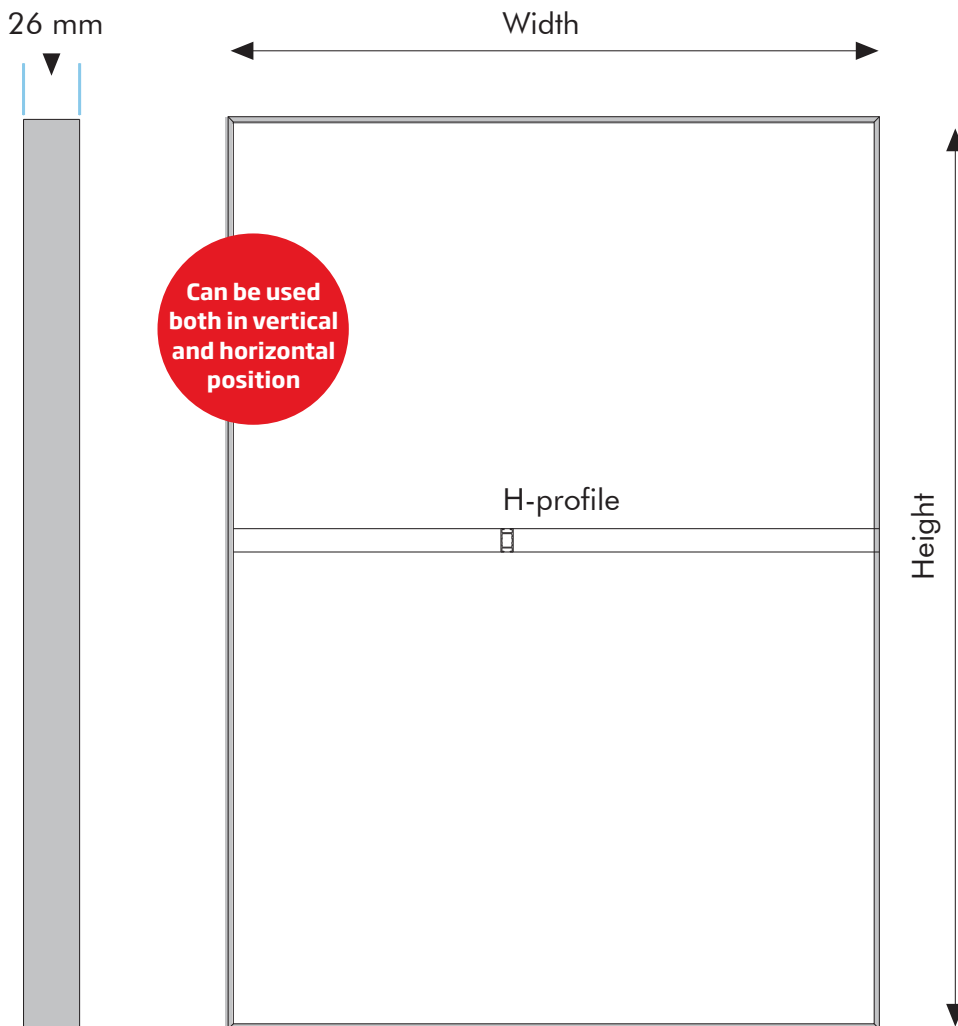 26 mm
Width
Can be used
both in vertical
and horizontal
position
H-profile
Height